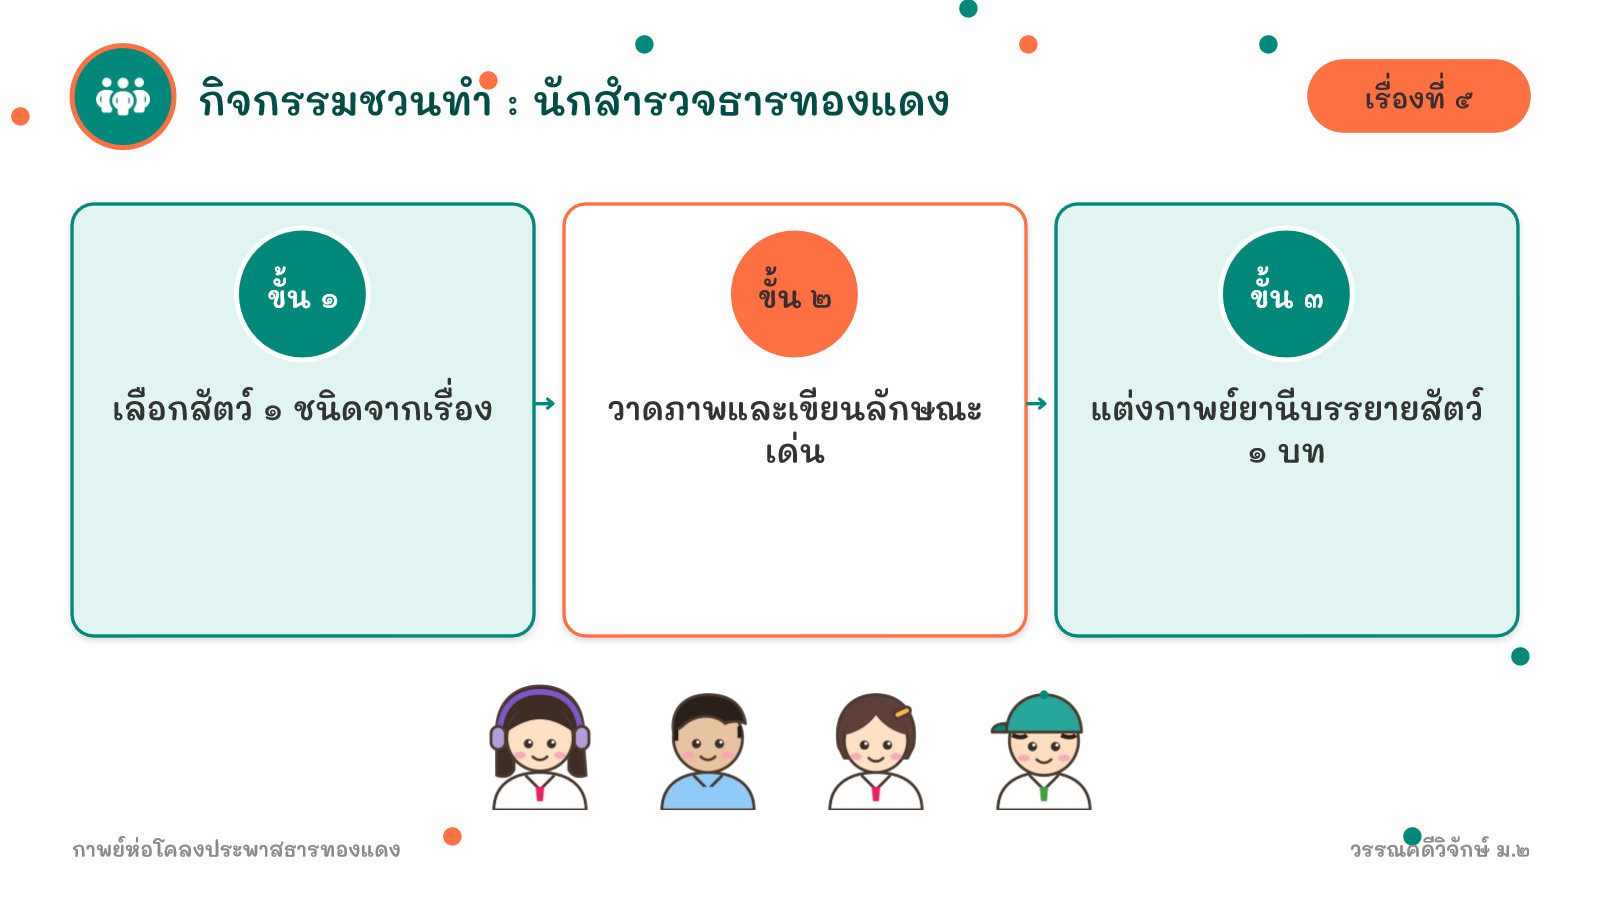 กิจกรรมชวนทำ : นักสำรวจธารทองแดง
เรื่องที่ ๕
ขั้น ๑
เลือกสัตว์ ๑ ชนิดจากเรื่อง
ขั้น ๒
วาดภาพและเขียนลักษณะ
เด่น
ขั้น ๓
แต่งกาพย์ยานีบรรยายสัตว์
๑ บท
กาพย์ห่อโคลงประพาสธารทองแดง
วรรณคดีวิจักษ์ ม.๒